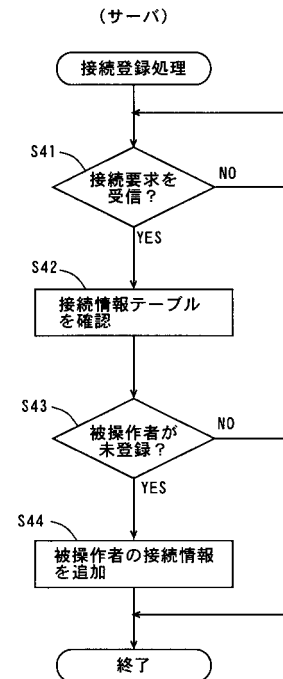 （サーバ）
接続登録処理
S41
接続要求を
受信？
NO
YES
S42
接続情報テーブル
を確認
S43
被操作者が
未登録？
NO
YES
S44
被操作者の接続情報
を追加
終了